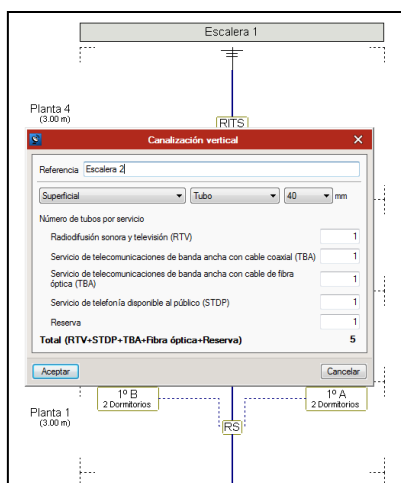 Escalera 1
Planta 4
(3.00 m)
RITS
Canalización vertical
Referencia Escalera 2
Superficial Tubo 40 mm
Número de tubos por servicio
Radiodifusión sonora y televisión (RTV) 1
Servicio de telecomunicaciones de banda ancha con cable coaxial (TBA) 1
Servicio de telecomunicaciones de banda ancha con cable de fibra
óptica (TBA) 1
Servicio de telefonía disponible al público (STDP) 1
Reserva 1
Total (RTV+STDP+TBA+Fibra óptica+Reserva) 5
Aceptar Cancelar
1º B 1º A
2 Dormitorios 2 Dormitorios
Planta 1
(3.00 m)
RS